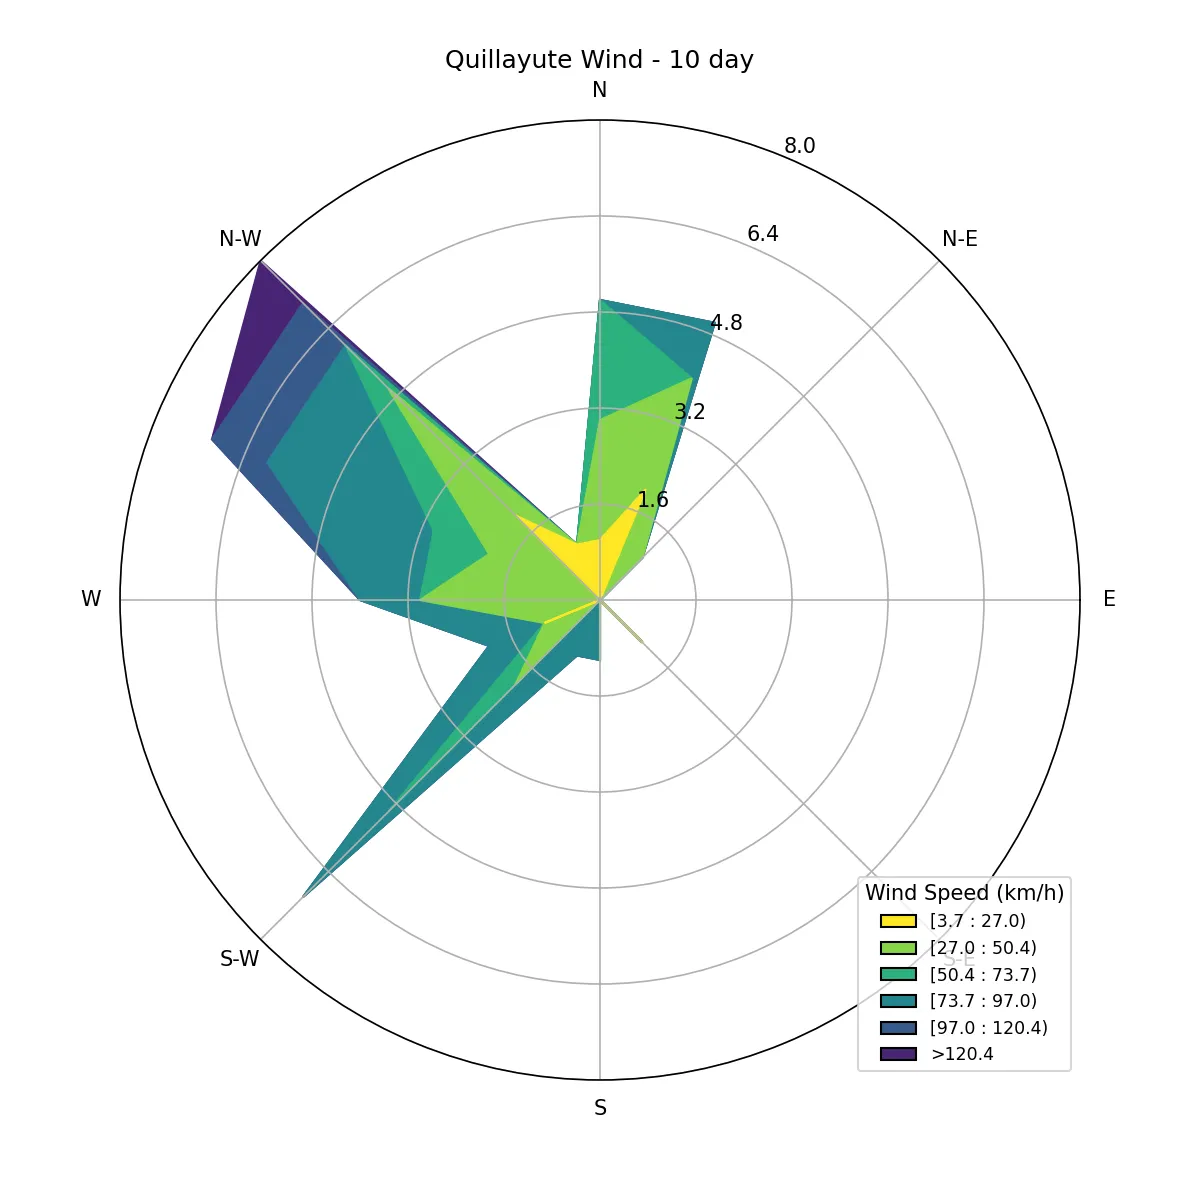 Quillayute Wind - 10 day
N
8.0
N-W
6.4
N-E
4.8
3.2
1.6
W
E
S-W
S-E
S
Wind Speed (km/h)
[3.7 : 27.0)
[27.0 : 50.4)
[50.4 : 73.7)
[73.7 : 97.0)
[97.0 : 120.4)
>120.4